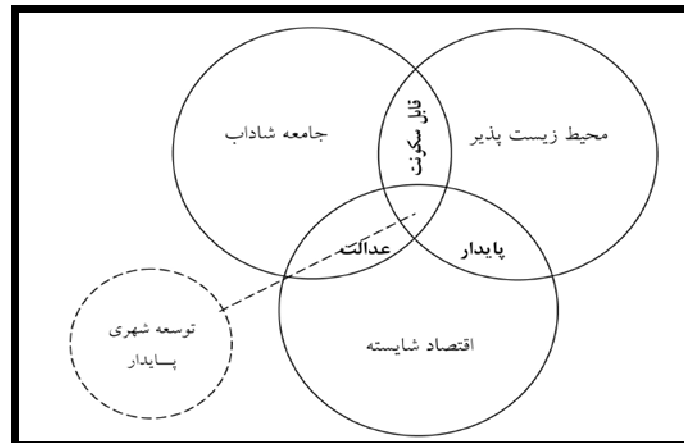 جامعه شاداب
محیط زیست پذیر
قابل سکونت
عدالت
پایدار
توسعه شهری
پـــایدار
اقتصاد شایسته